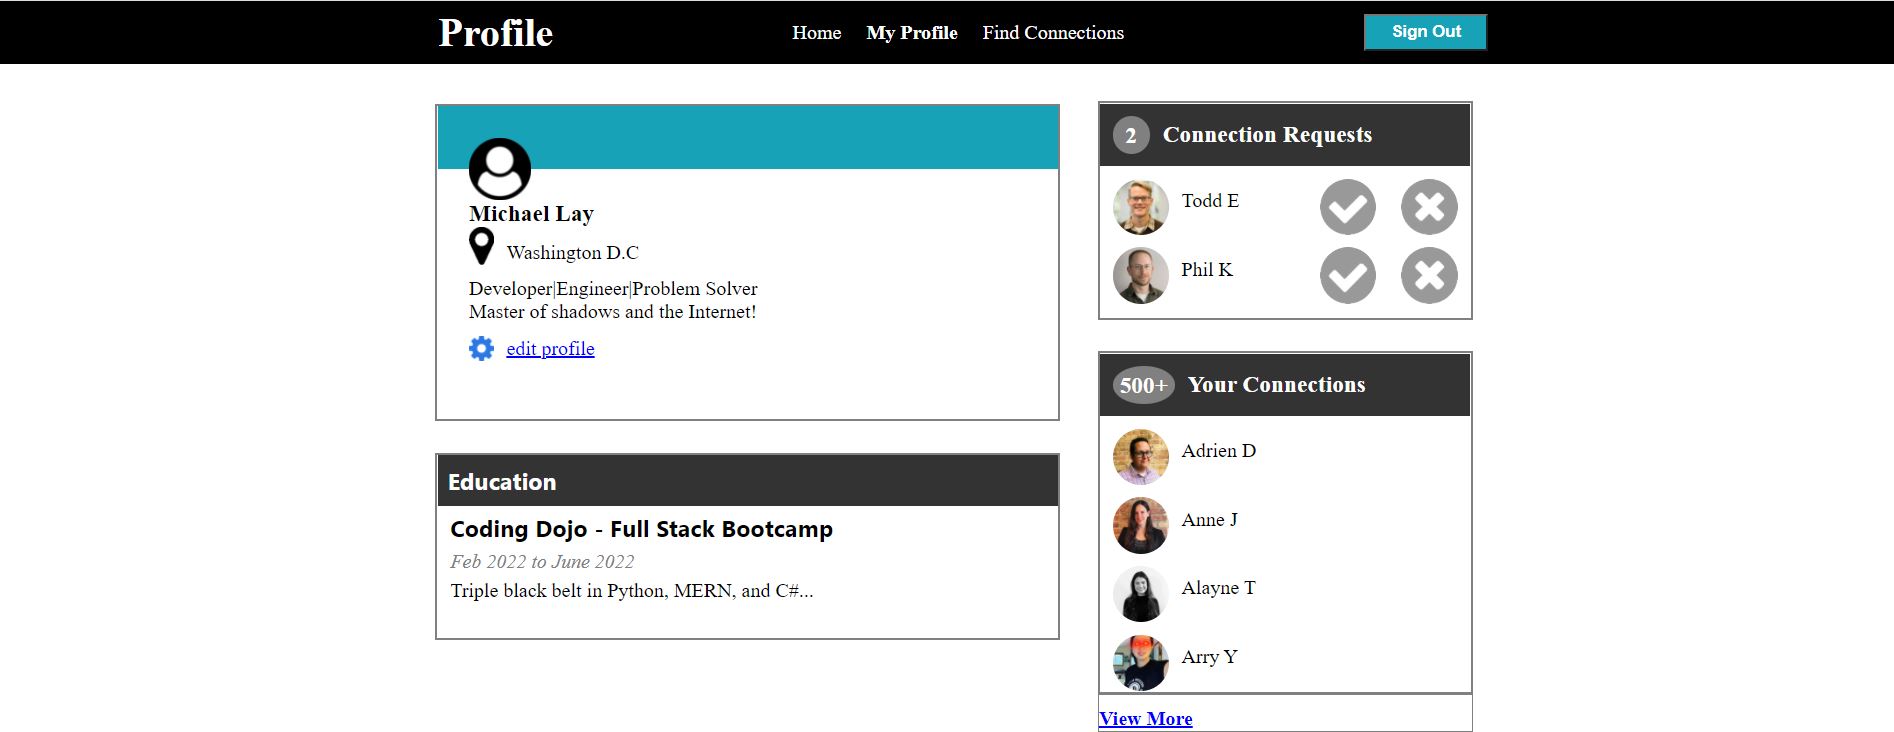 Profile
Home My Profile Find Connections
Sign Out
Michael Lay
Washington D.C
Developer|Engineer|Problem Solver
Master of shadows and the Internet!
edit profile
Education
Coding Dojo - Full Stack Bootcamp
Feb 2022 to June 2022
Triple black belt in Python, MERN, and C#...
2 Connection Requests
Todd E
Phil K
500+ Your Connections
Adrien D
Anne J
Alayne T
Arry Y
View More